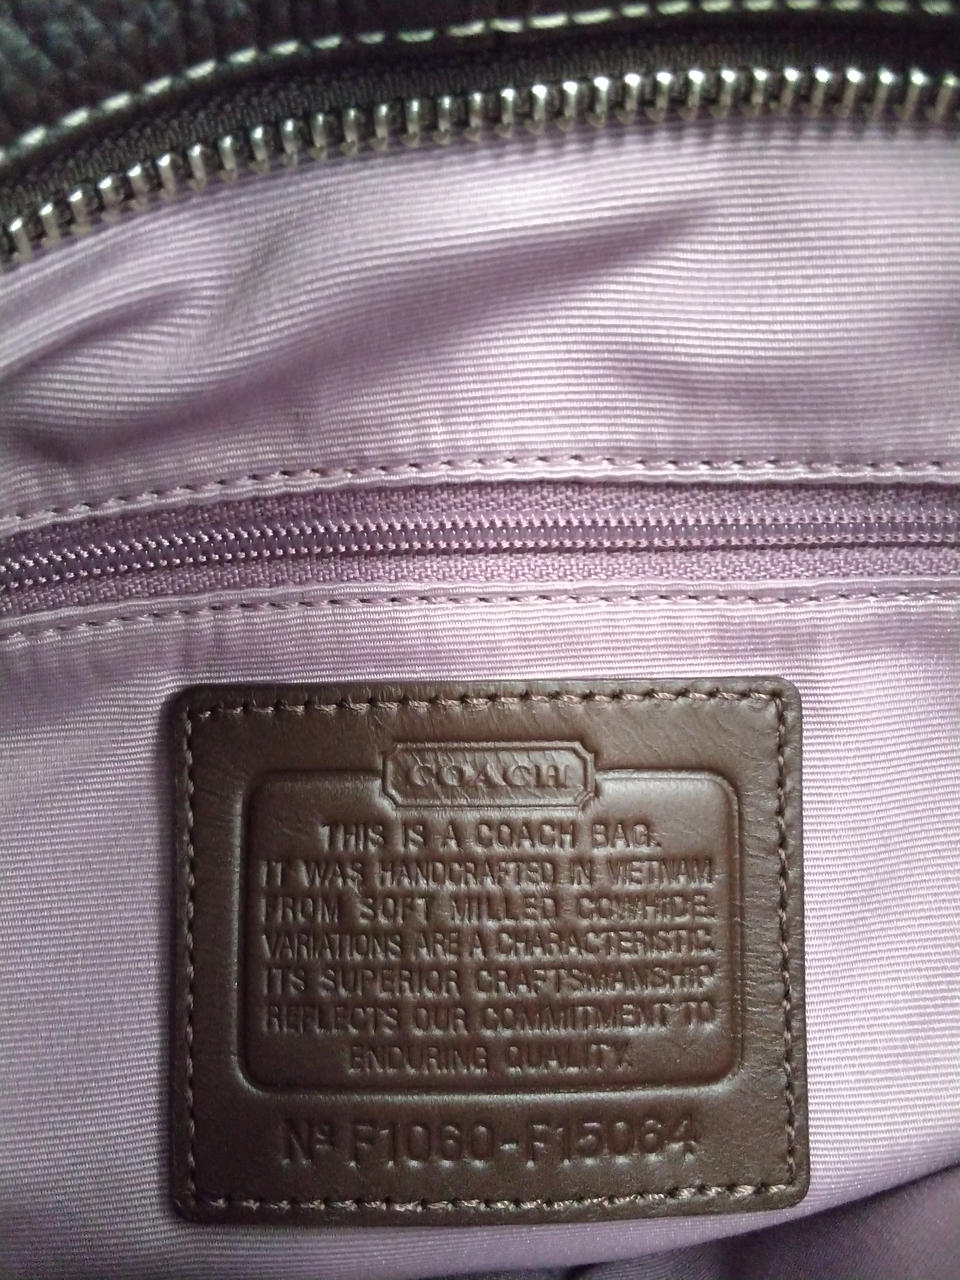 COACH
THIS IS A COACH BAG.
IT WAS HANDCRAFTED IN VIETNAM
FROM SOFT MILLED COWHIDE.
VARIATIONS ARE A CHARACTERISTIC.
ITS SUPERIOR CRAFTSMANSHIP
REFLECTS OUR COMMITMENT TO
ENDURING QUALITY.
Nº F1060-F15064